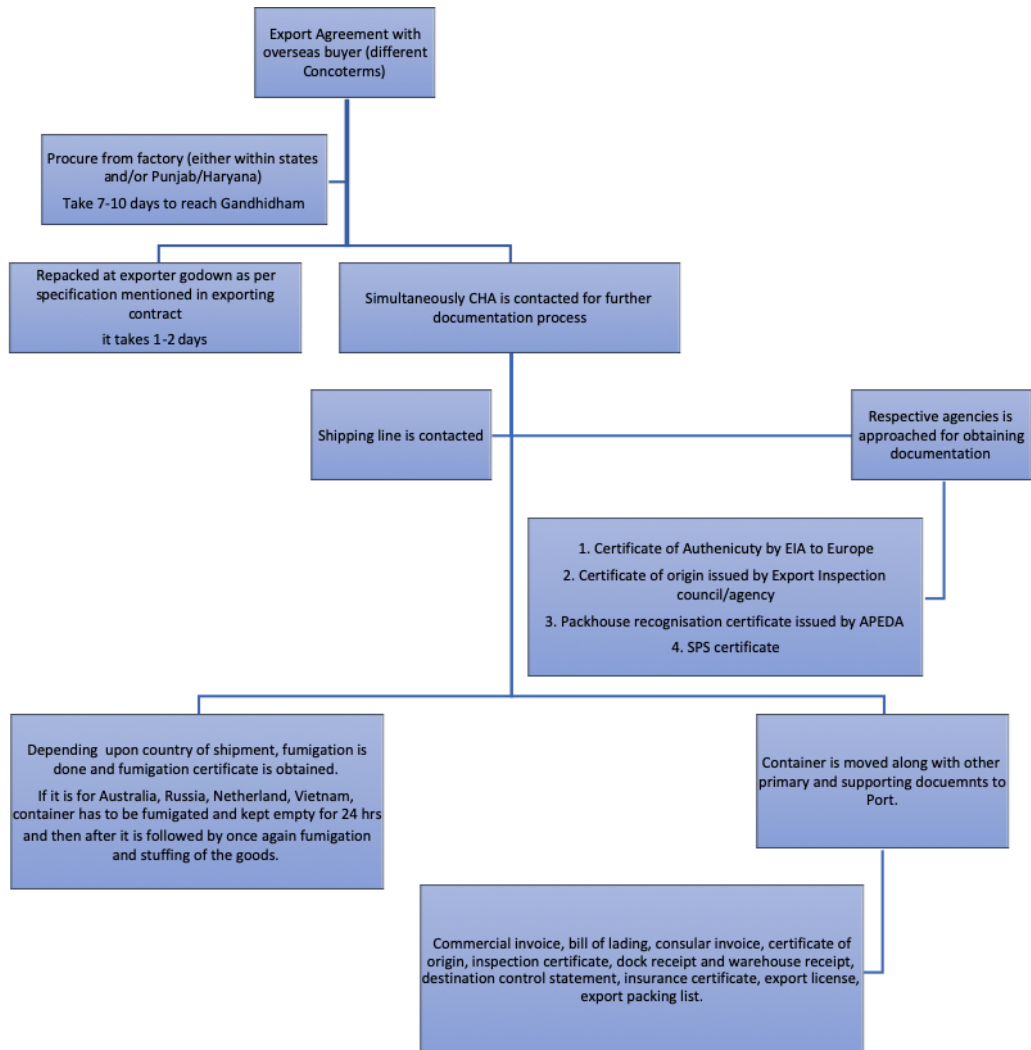 Export Agreement with
overseas buyer (different
Concoterms)
Procure from factory (either within states
and/or Punjab/Haryana)
Take 7-10 days to reach Gandhidham
Repacked at exporter godown as per
specification mentioned in exporting
contract
it takes 1-2 days
Simultaneously CHA is contacted for further
documentation process
Shipping line is contacted
Respective agencies is
approached for obtaining
documentation
1. Certificate of Authenicuty by EIA to Europe
2. Certificate of origin issued by Export Inspection
council/agency
3. Packhouse recognisation certificate issued by APEDA
4. SPS certificate
Depending upon country of shipment, fumigation is
done and fumigation certificate is obtained.
If it is for Australia, Russia, Netherland, Vietnam,
container has to be fumigated and kept empty for 24 hrs
and then after it is followed by once again fumigation
and stuffing of the goods.
Container is moved along with other
primary and supporting docuemnts to
Port.
Commercial invoice, bill of lading, consular invoice, certificate of
origin, inspection certificate, dock receipt and warehouse receipt,
destination control statement, insurance certificate, export license,
export packing list.